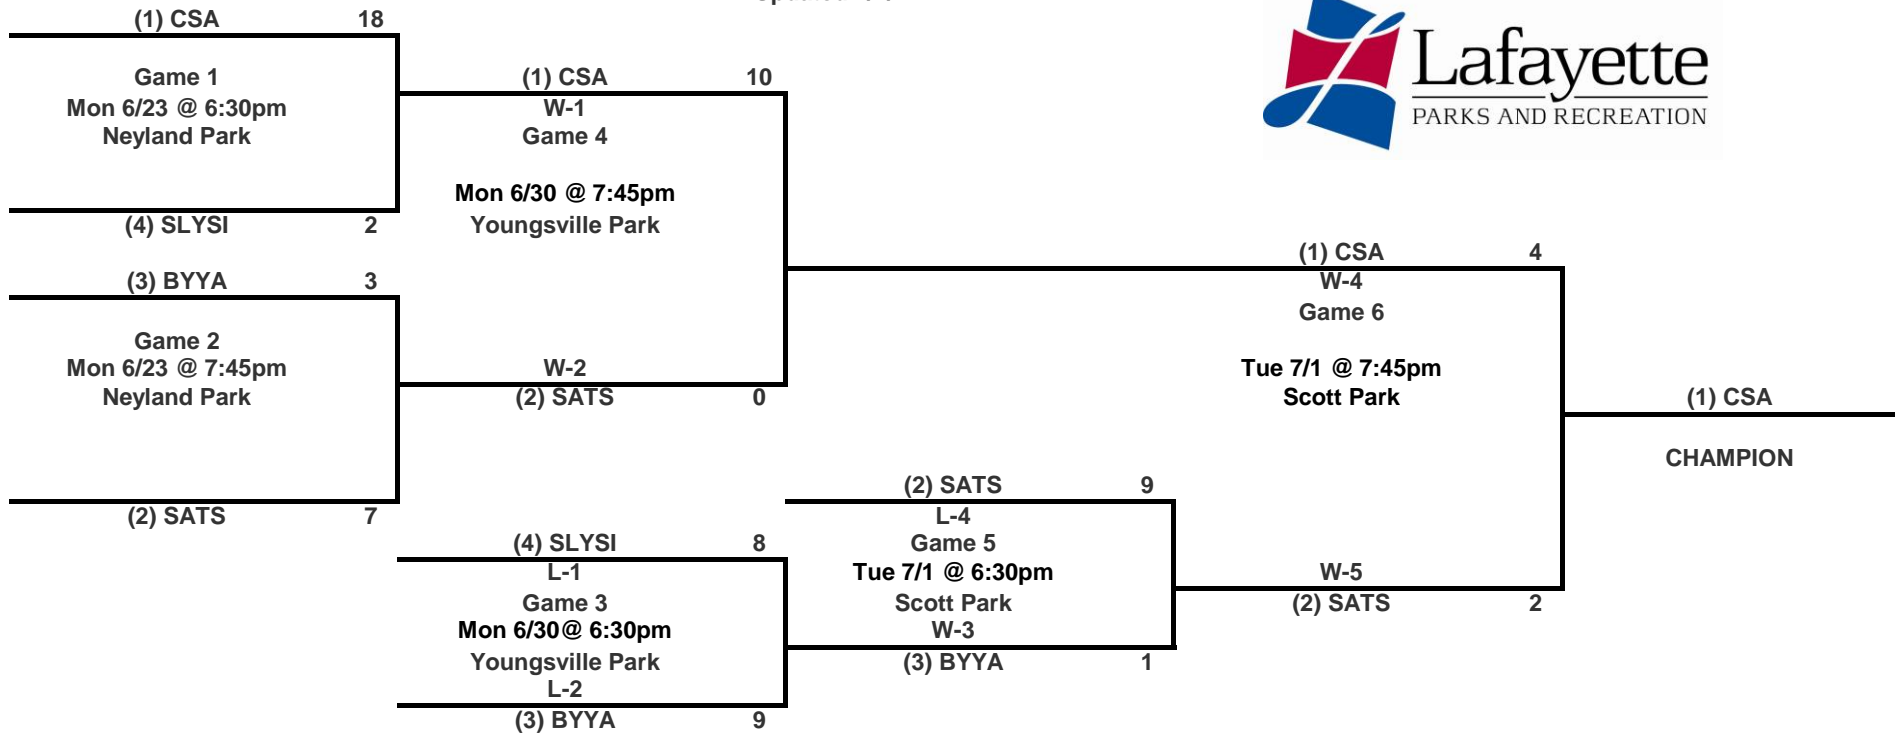 (1) CSA 18
Game 1
Mon 6/23 @ 6:30pm
Neyland Park
(4) SLYSI 2
(3) BYYA 3
Game 2
Mon 6/23 @ 7:45pm
Neyland Park
(2) SATS 7
(1) CSA 10
W-1
Game 4
Mon 6/30 @ 7:45pm
Youngsville Park
W-2
(2) SATS 0
(4) SLYSI 8
L-1
Game 3
Mon 6/30@ 6:30pm
Youngsville Park
L-2
(3) BYYA 9
(2) SATS 9
L-4
Game 5
Tue 7/1 @ 6:30pm
Scott Park
W-3
(3) BYYA 1
Lafayette
PARKS AND RECREATION
(1) CSA 4
W-4
Game 6
Tue 7/1 @ 7:45pm
Scott Park
W-5
(2) SATS 2
(1) CSA
CHAMPION